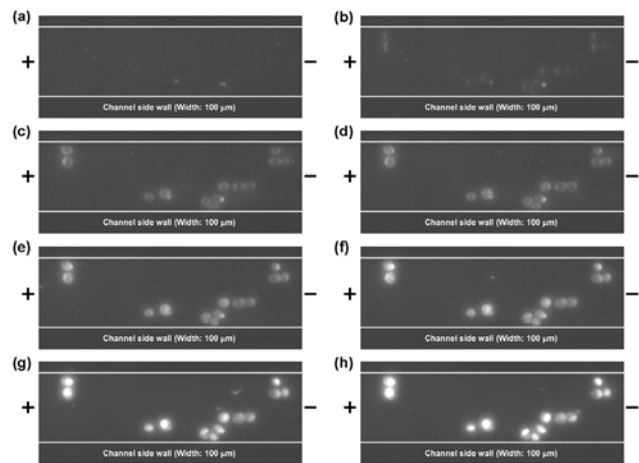 (a) (b)
+ − + −
Channel side wall (Width: 100 μm) Channel side wall (Width: 100 μm)
(c) (d)
+ − + −
Channel side wall (Width: 100 μm) Channel side wall (Width: 100 μm)
(e) (f)
+ − + −
Channel side wall (Width: 100 μm) Channel side wall (Width: 100 μm)
(g) (h)
+ − + −
Channel side wall (Width: 100 μm) Channel side wall (Width: 100 μm)